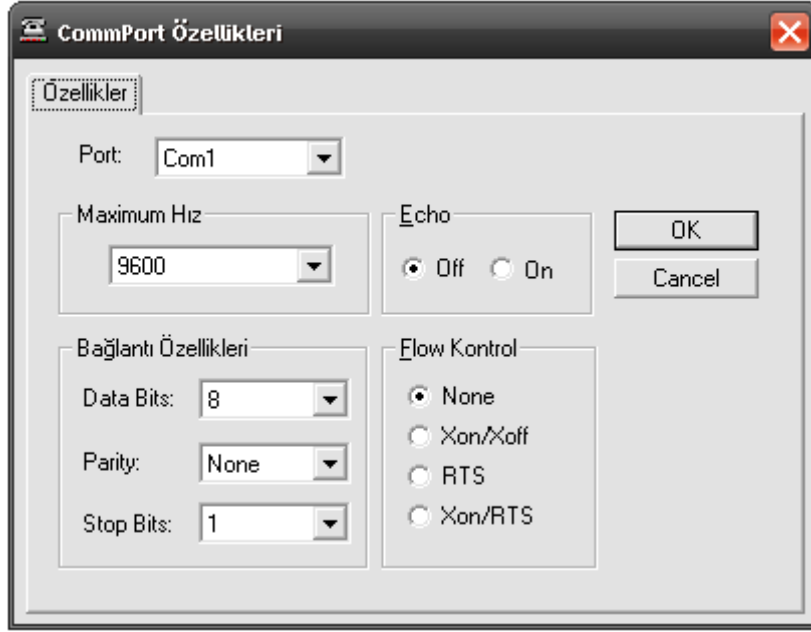 CommPort Özellikleri
Özellikler
Port: Com1
Maximum Hız
9600
Echo
Off On
OK
Cancel
Bağlantı Özellikleri
Data Bits: 8
Parity: None
Stop Bits: 1
Flow Kontrol
None
Xon/Xoff
RTS
Xon/RTS